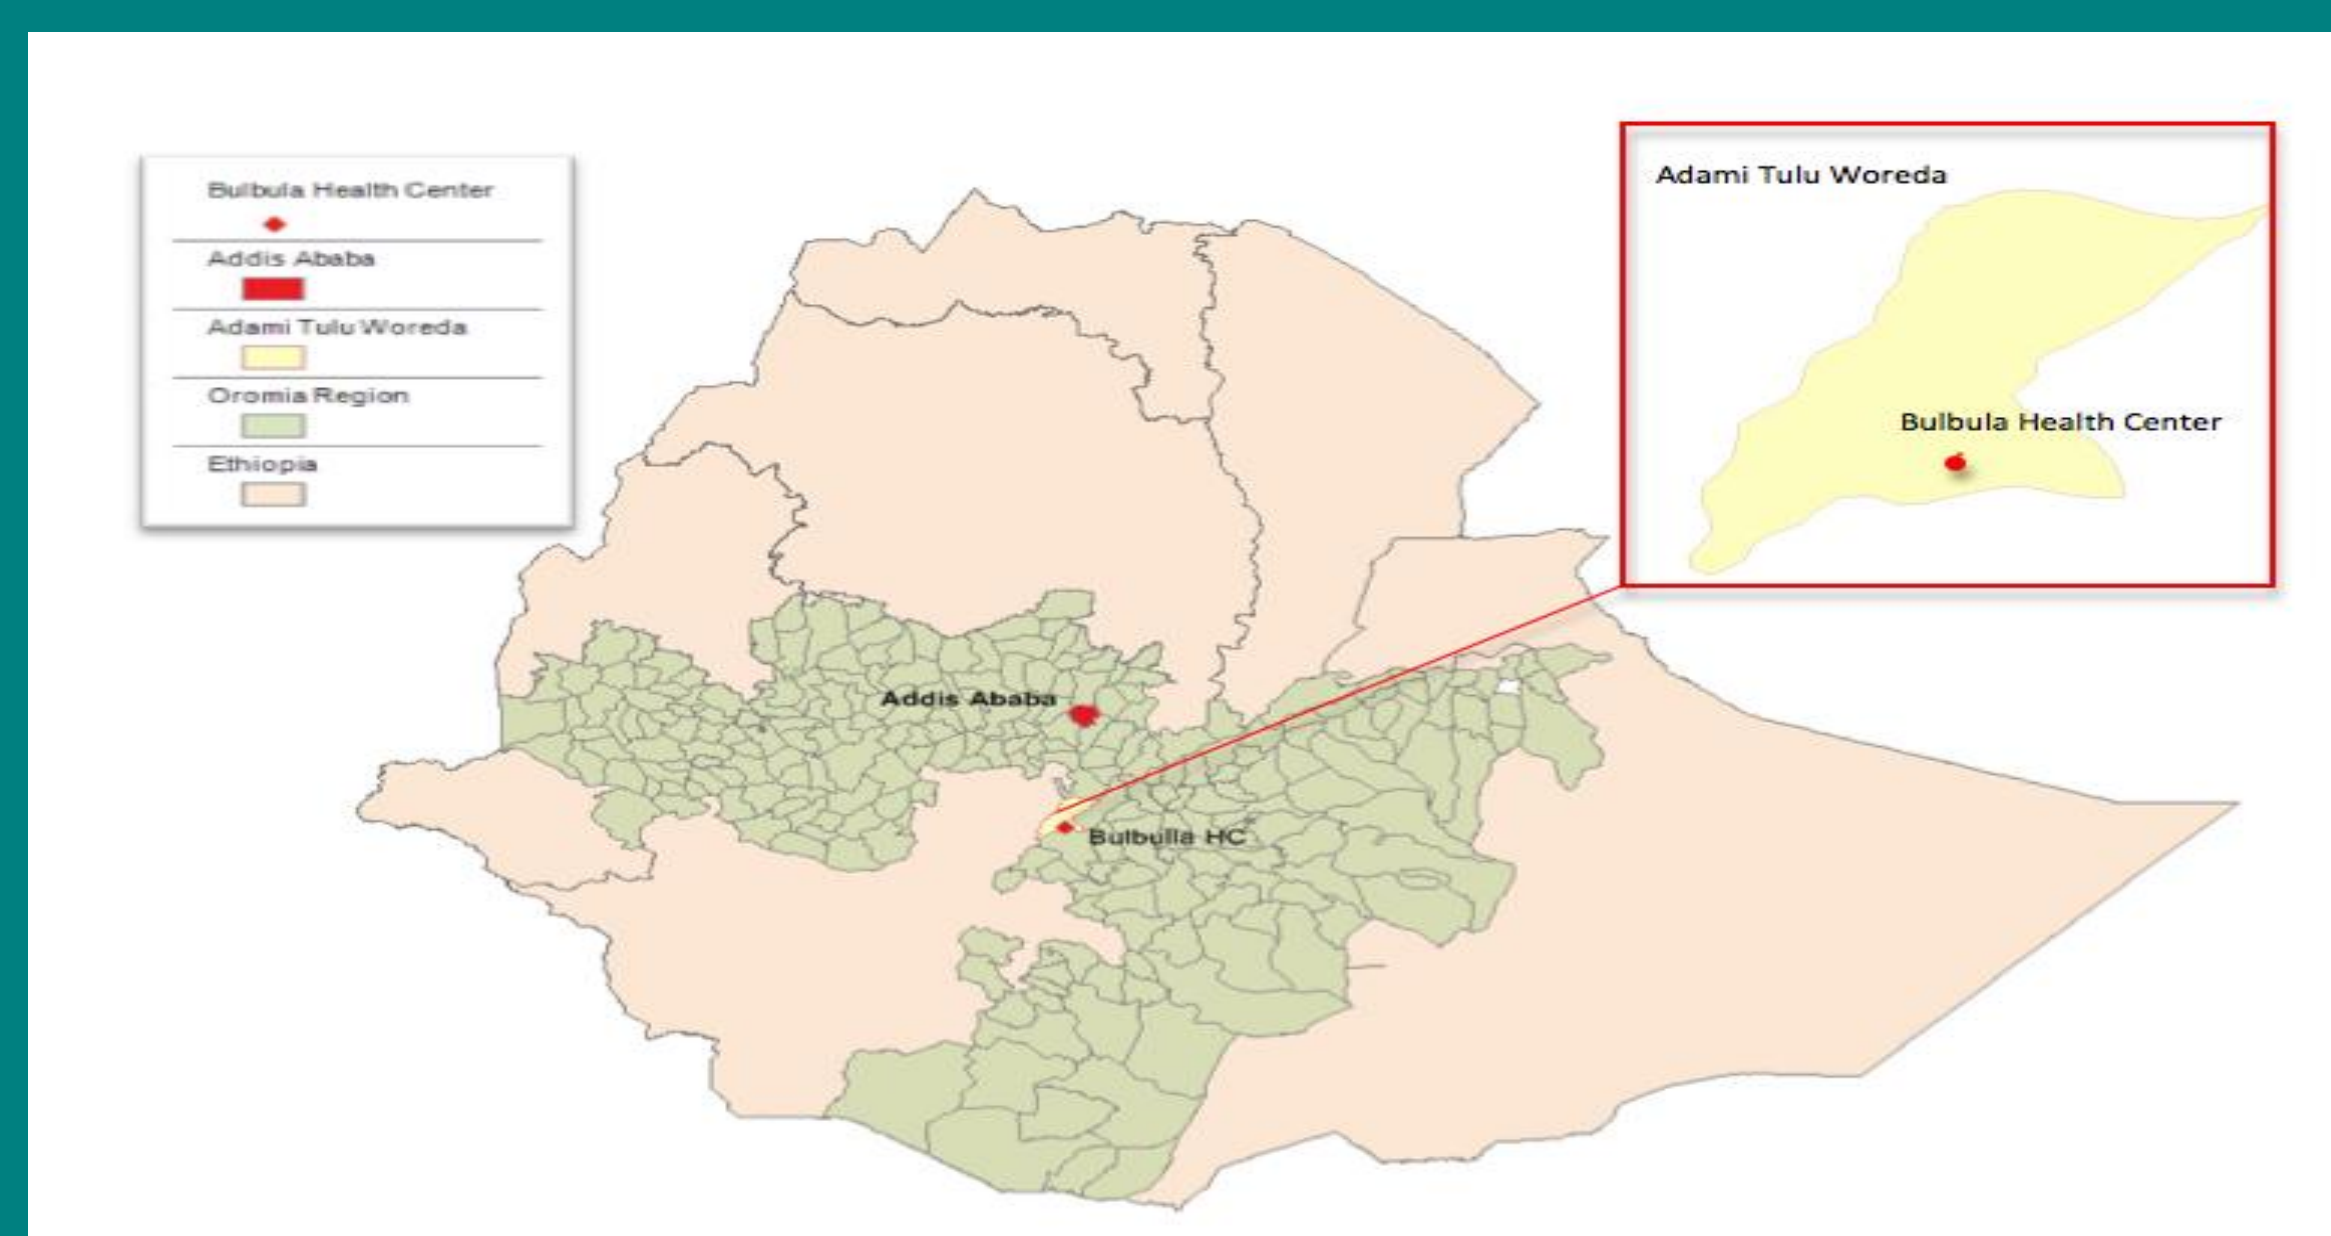 Bulbula Health Center
Addis Ababa
Adami Tulu Woreda
Oromia Region
Ethiopia
Adami Tulu Woreda
Bulbula Health Center
Addis Ababa
Bulbulla HC